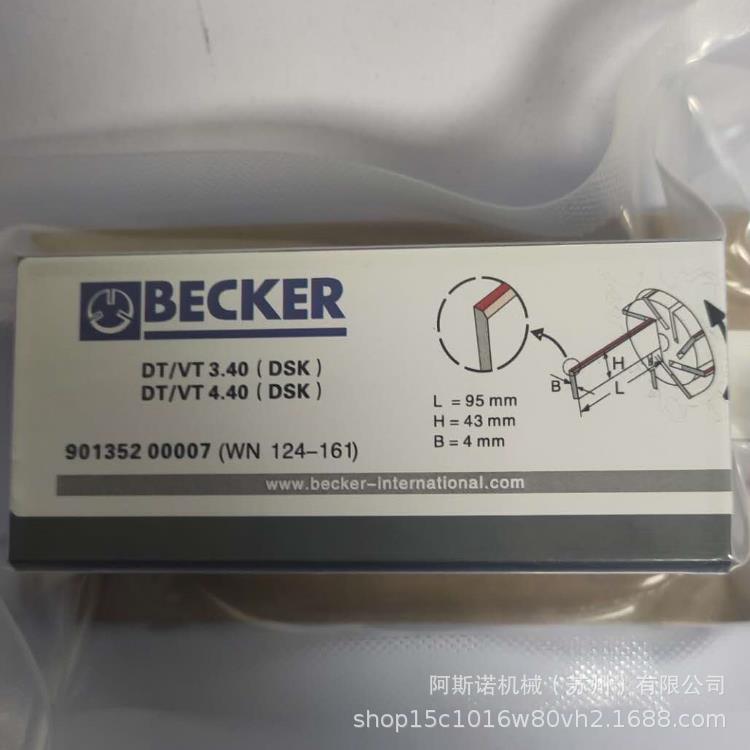 BECKER
DT/VT 3.40 ( DSK )
DT/VT 4.40 ( DSK )
901352 00007 (WN 124-161)
L = 95 mm
H = 43 mm
B = 4 mm
B
H
L
www.becker-international.com
阿斯诺机械（苏州）有限公司
shop15c1016w80vh2.1688.com